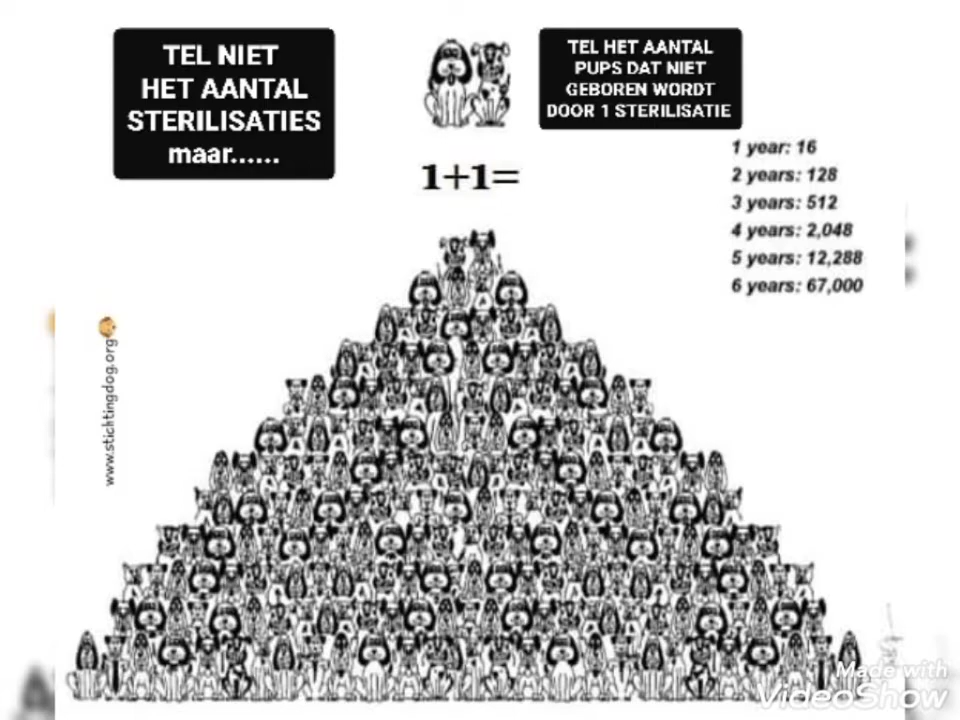 TEL NIET
HET AANTAL
STERILISATIES
maar......
TEL HET AANTAL
PUPS DAT NIET
GEBOREN WORDT
DOOR 1 STERILISATIE
1+1=
1 year: 16
2 years: 128
3 years: 512
4 years: 2,048
5 years: 12,288
6 years: 67,000
www.stichtingdog.org
Made with
VideoShow